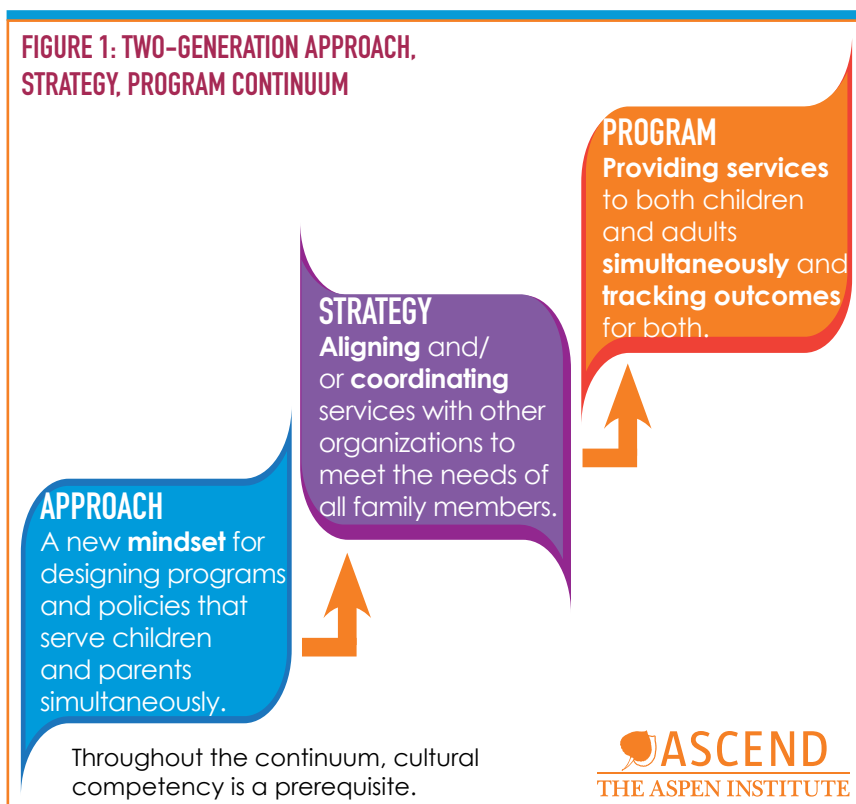 FIGURE 1: TWO-GENERATION APPROACH,
STRATEGY, PROGRAM CONTINUUM
APPROACH
A new mindset for
designing programs
and policies that
serve children
and parents
simultaneously.
STRATEGY
Aligning and/
or coordinating
services with other
organizations to
meet the needs of
all family members.
PROGRAM
Providing services
to both children
and adults
simultaneously and
tracking outcomes
for both.
Throughout the continuum, cultural
competency is a prerequisite.
ASCEND
THE ASPEN INSTITUTE